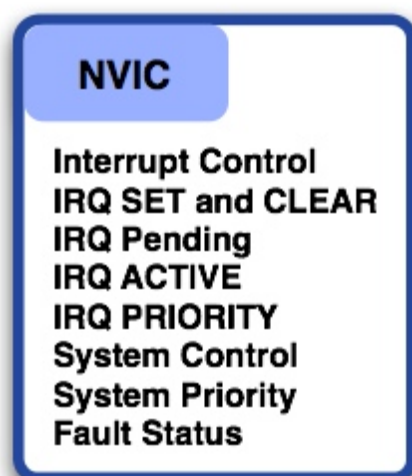 NVIC
Interrupt Control
IRQ SET and CLEAR
IRQ Pending
IRQ ACTIVE
IRQ PRIORITY
System Control
System Priority
Fault Status